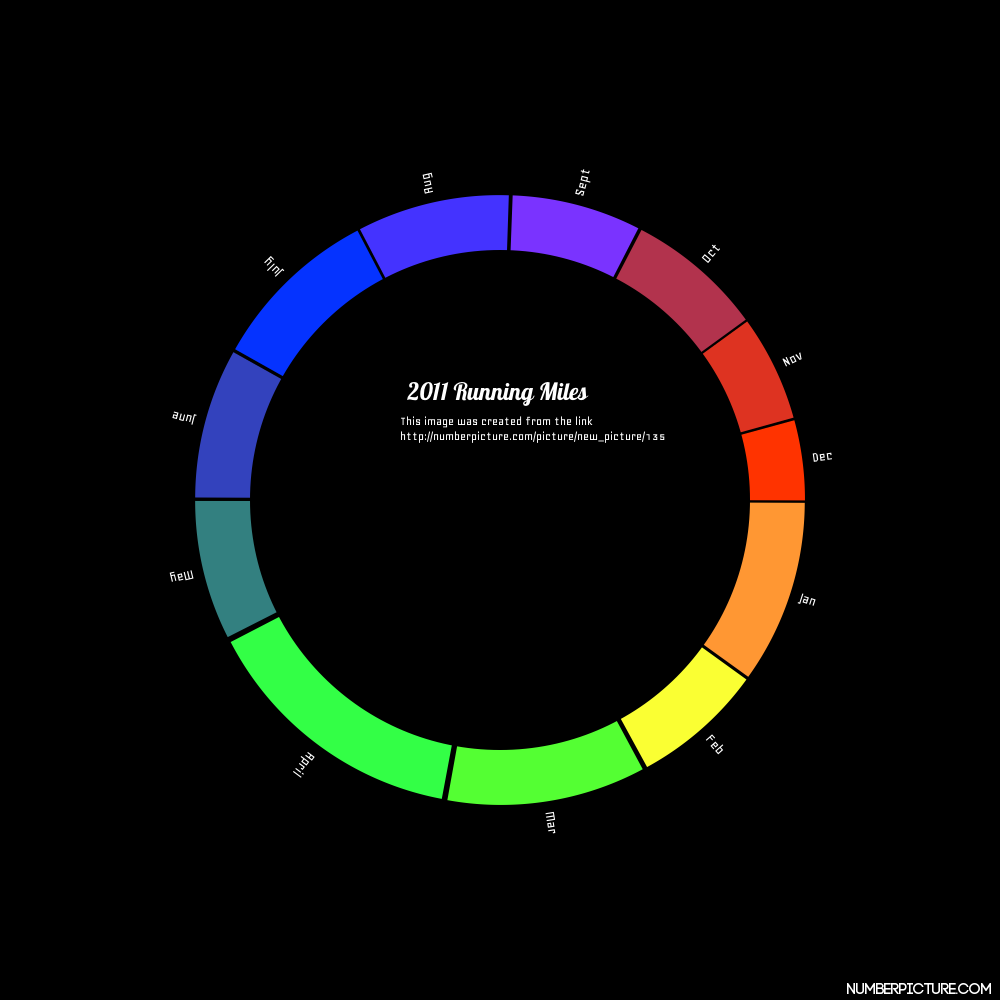 Aug
Sept
July
Oct
Nov
2011 Running Miles
June
This image was created from the link
http://numberpicture.com/picture/new_picture/135
Dec
May
Jan
Feb
April
Mar
NUMBERPICTURE.COM